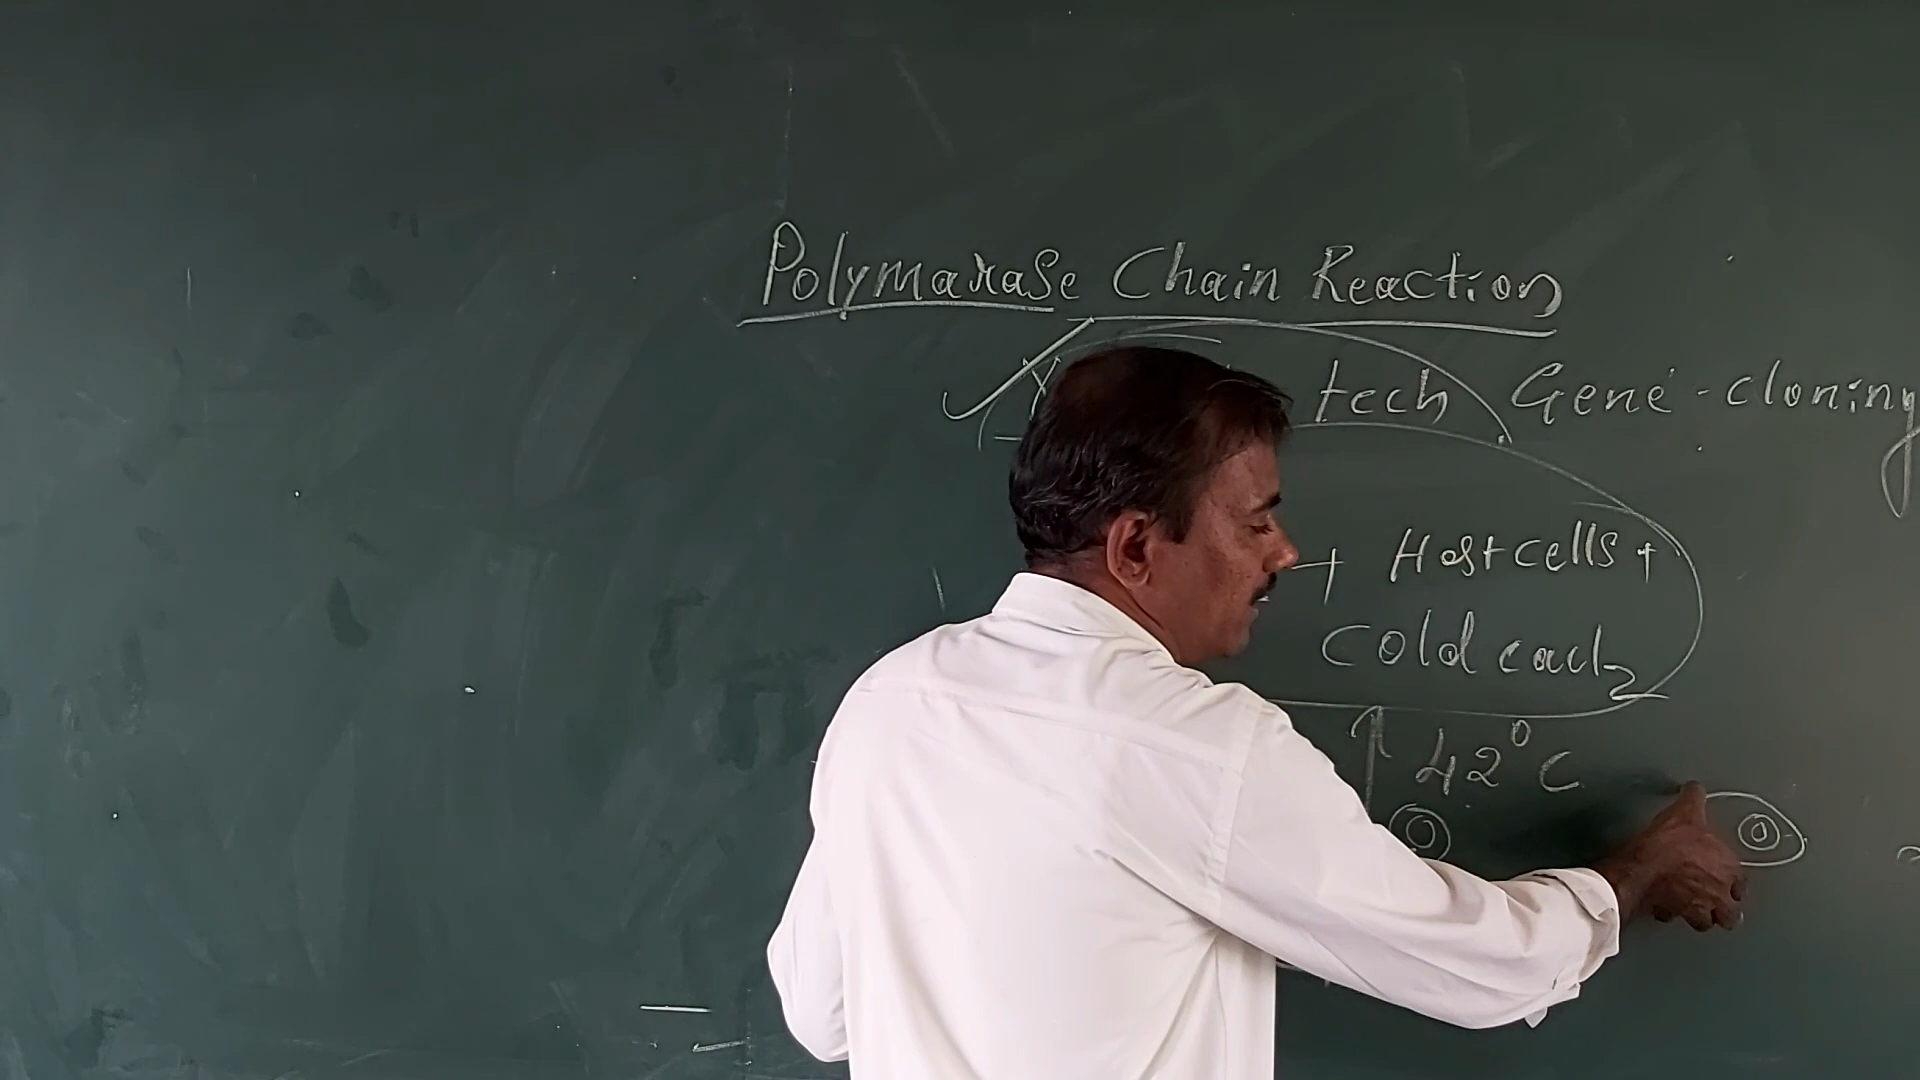 Polymarase Chain Reaction
tech Gene-cloning
+ Host cells +
Cold cacl2
42°C